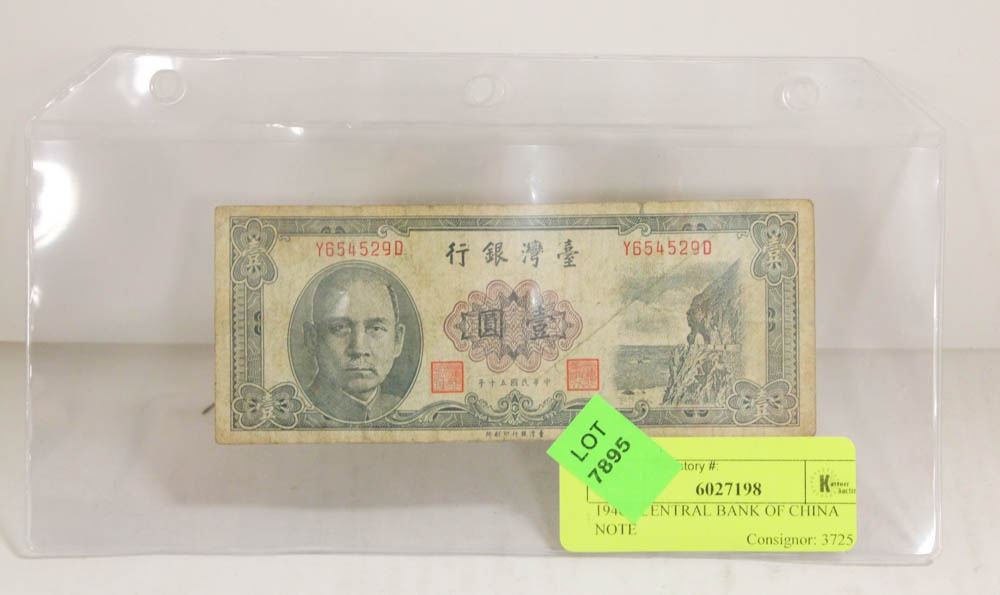 Y654529D
Y654529D
行銀灣臺
圓壹
年十五國民華中
LOT
7895
story #:
6027198
CENTRAL BANK OF CHINA
NOTE
Consignor: 3725